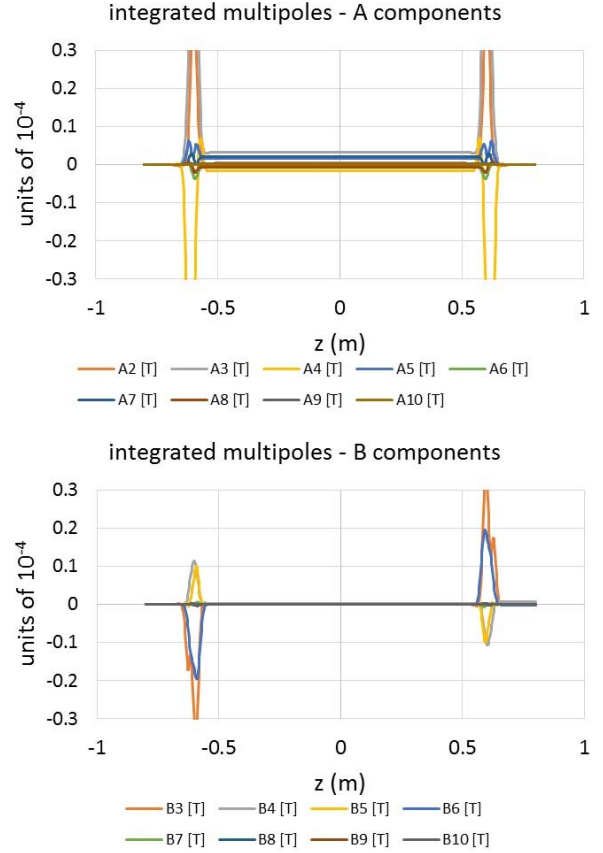 integrated multipoles - A components
units of 10-4
0.3
0.2
0.1
0
-0.1
-0.2
-0.3
-1 -0.5 0 0.5 1
z (m)
A2 [T] A3 [T] A4 [T] A5 [T] A6 [T]
A7 [T] A8 [T] A9 [T] A10 [T]
integrated multipoles - B components
units of 10-4
0.3
0.2
0.1
0
-0.1
-0.2
-0.3
-1 -0.5 0 0.5 1
z (m)
B3 [T] B4 [T] B5 [T] B6 [T]
B7 [T] B8 [T] B9 [T] B10 [T]